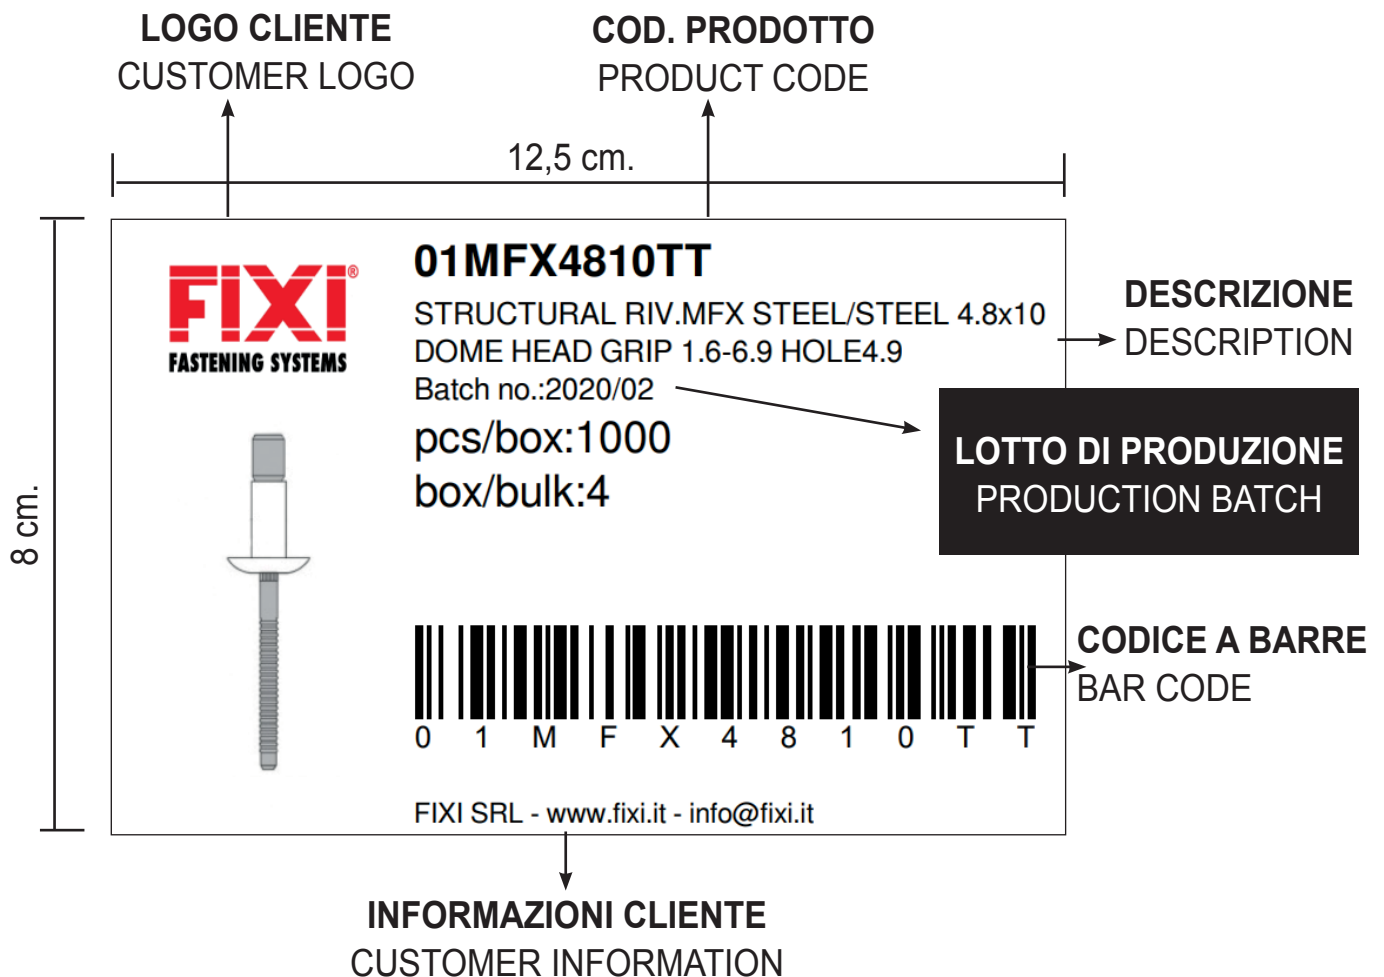 LOGO CLIENTE
CUSTOMER LOGO
COD. PRODOTTO
PRODUCT CODE
12,5 cm.
8 cm.
FIXI®
FASTENING SYSTEMS
01MFX4810TT
STRUCTURAL RIV.MFX STEEL/STEEL 4.8x10
DOME HEAD GRIP 1.6-6.9 HOLE4.9
Batch no.:2020/02
pcs/box:1000
box/bulk:4
DESCRIZIONE
DESCRIPTION
LOTTO DI PRODUZIONE
PRODUCTION BATCH
CODICE A BARRE
BAR CODE
0 1 M F X 4 8 1 0 T T
FIXI SRL - www.fixi.it - info@fixi.it
INFORMAZIONI CLIENTE
CUSTOMER INFORMATION